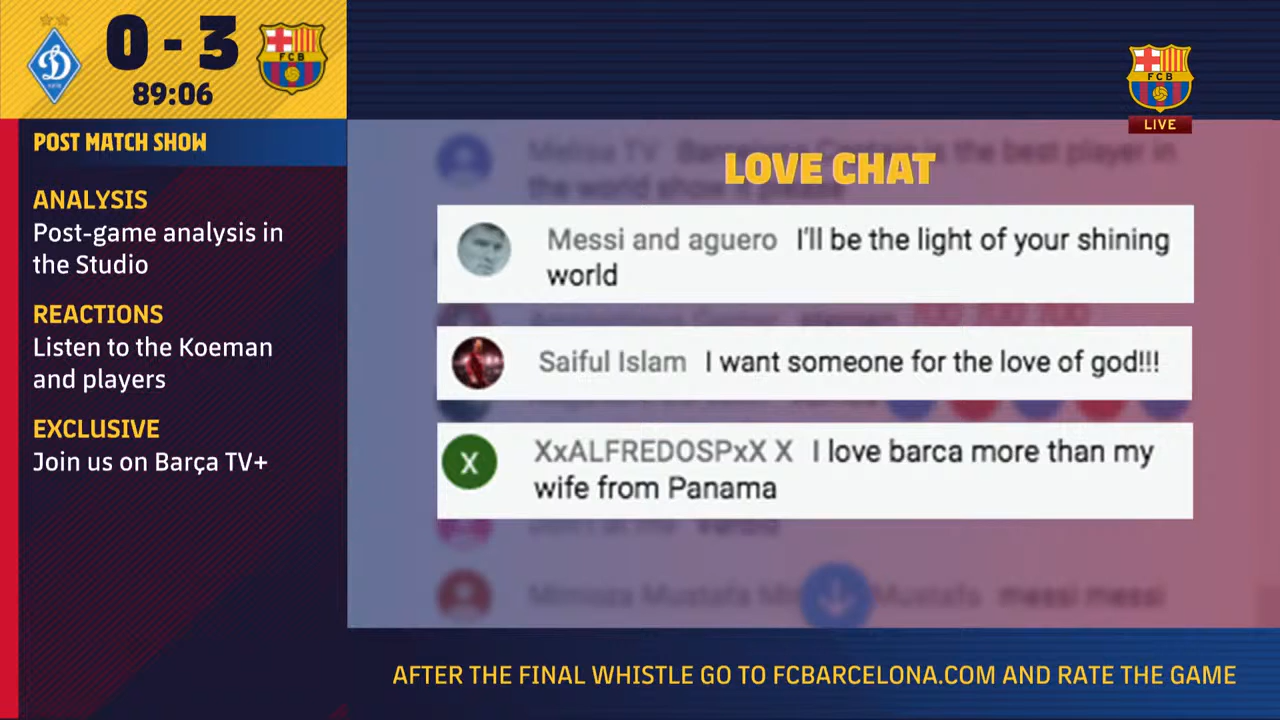 0 - 3
89:06
FCB
FCB
LIVE
POST MATCH SHOW
ANALYSIS
Post-game analysis in
the Studio
REACTIONS
Listen to the Koeman
and players
EXCLUSIVE
Join us on Barça TV+
LOVE CHAT
Messi and aguero I'll be the light of your shining
world
Saiful Islam I want someone for the love of god!!!
X
XxALFREDOSPxX X I love barca more than my
wife from Panama
messi messi
AFTER THE FINAL WHISTLE GO TO FCBARCELONA.COM AND RATE THE GAME